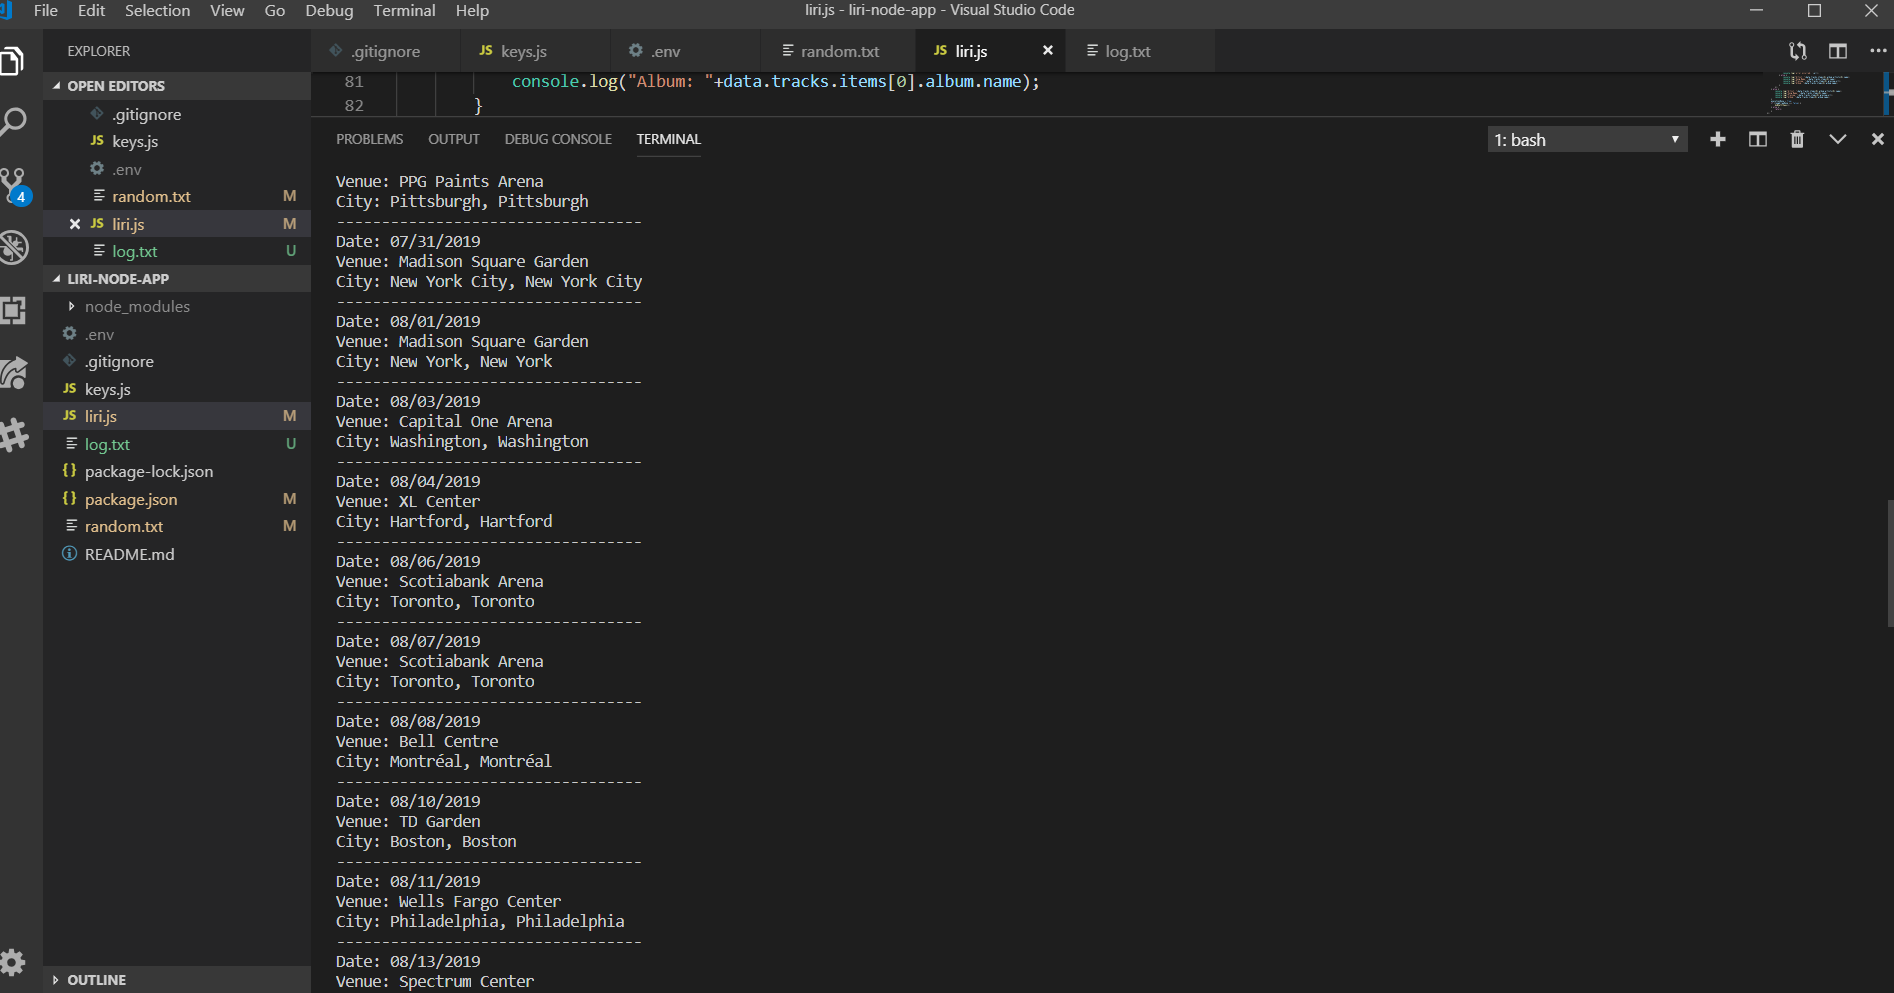 File Edit Selection View Go Debug Terminal Help
liri.js - liri-node-app - Visual Studio Code
EXPLORER
.gitignore
JS keys.js
.env
random.txt
JS liri.js
log.txt
OPEN EDITORS
.gitignore
JS keys.js
.env
random.txt M
JS liri.js M
log.txt U
4
LIRI-NODE-APP
node_modules
.env
.gitignore
JS keys.js
JS liri.js M
log.txt U
{} package-lock.json
{} package.json M
random.txt M
README.md
OUTLINE
81 console.log("Album: "+data.tracks.items[0].album.name);
82 }
PROBLEMS OUTPUT DEBUG CONSOLE TERMINAL
1: bash
Venue: PPG Paints Arena
City: Pittsburgh, Pittsburgh
----------------------------------
Date: 07/31/2019
Venue: Madison Square Garden
City: New York City, New York City
----------------------------------
Date: 08/01/2019
Venue: Madison Square Garden
City: New York, New York
----------------------------------
Date: 08/03/2019
Venue: Capital One Arena
City: Washington, Washington
----------------------------------
Date: 08/04/2019
Venue: XL Center
City: Hartford, Hartford
----------------------------------
Date: 08/06/2019
Venue: Scotiabank Arena
City: Toronto, Toronto
----------------------------------
Date: 08/07/2019
Venue: Scotiabank Arena
City: Toronto, Toronto
----------------------------------
Date: 08/08/2019
Venue: Bell Centre
City: Montréal, Montréal
----------------------------------
Date: 08/10/2019
Venue: TD Garden
City: Boston, Boston
----------------------------------
Date: 08/11/2019
Venue: Wells Fargo Center
City: Philadelphia, Philadelphia
----------------------------------
Date: 08/13/2019
Venue: Spectrum Center